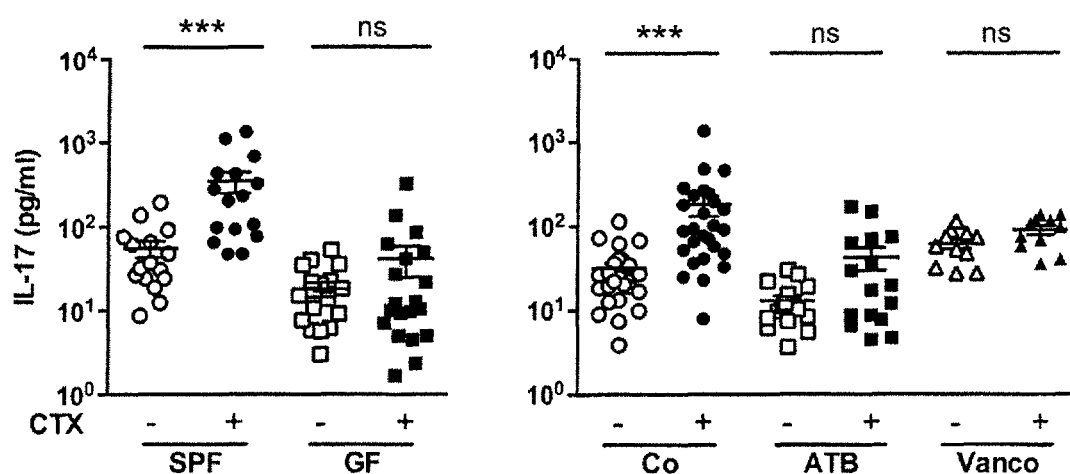 *** ns *** ns ns
10⁴ 10⁴
10³ 10³
10² 10²
10¹ 10¹
10⁰ 10⁰
IL-17 (pg/ml)
CTX - + - + - + - + - +
SPF GF Co ATB Vanco